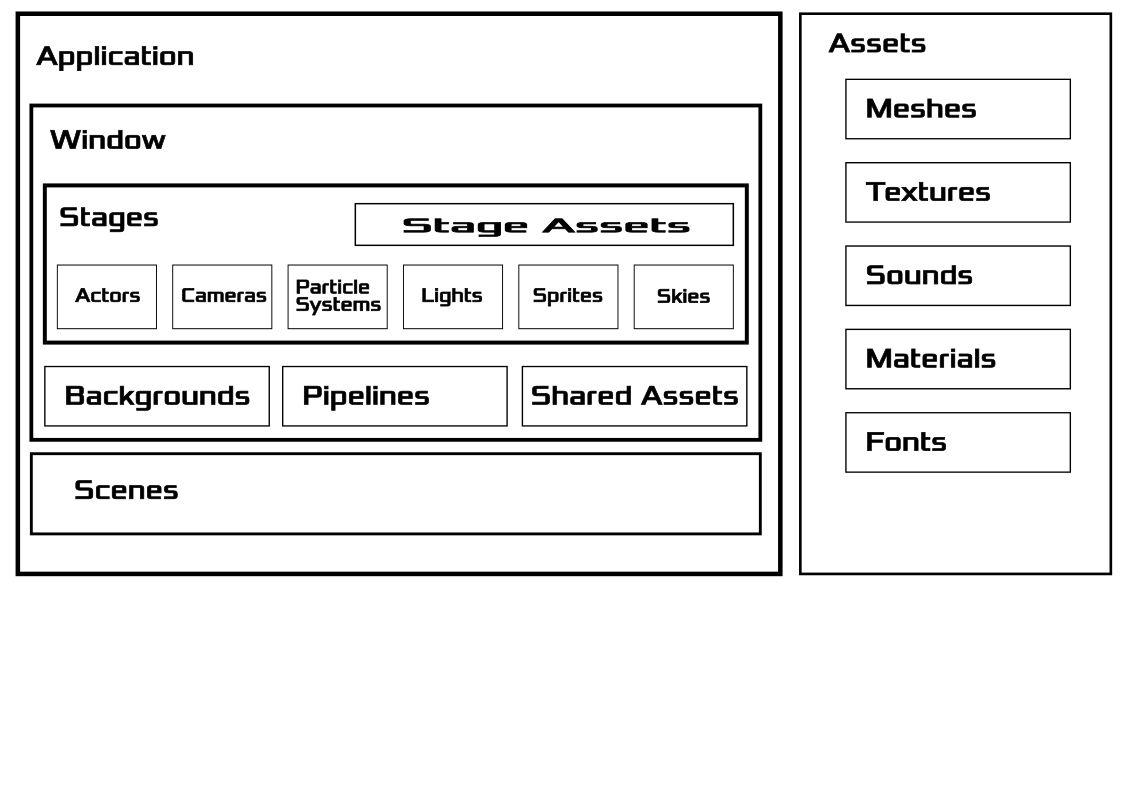 Application
Window
Stages
Stage Assets
Actors
Cameras
Particle
Systems
Lights
Sprites
Skies
Backgrounds
Pipelines
Shared Assets
Scenes
Assets
Meshes
Textures
Sounds
Materials
Fonts